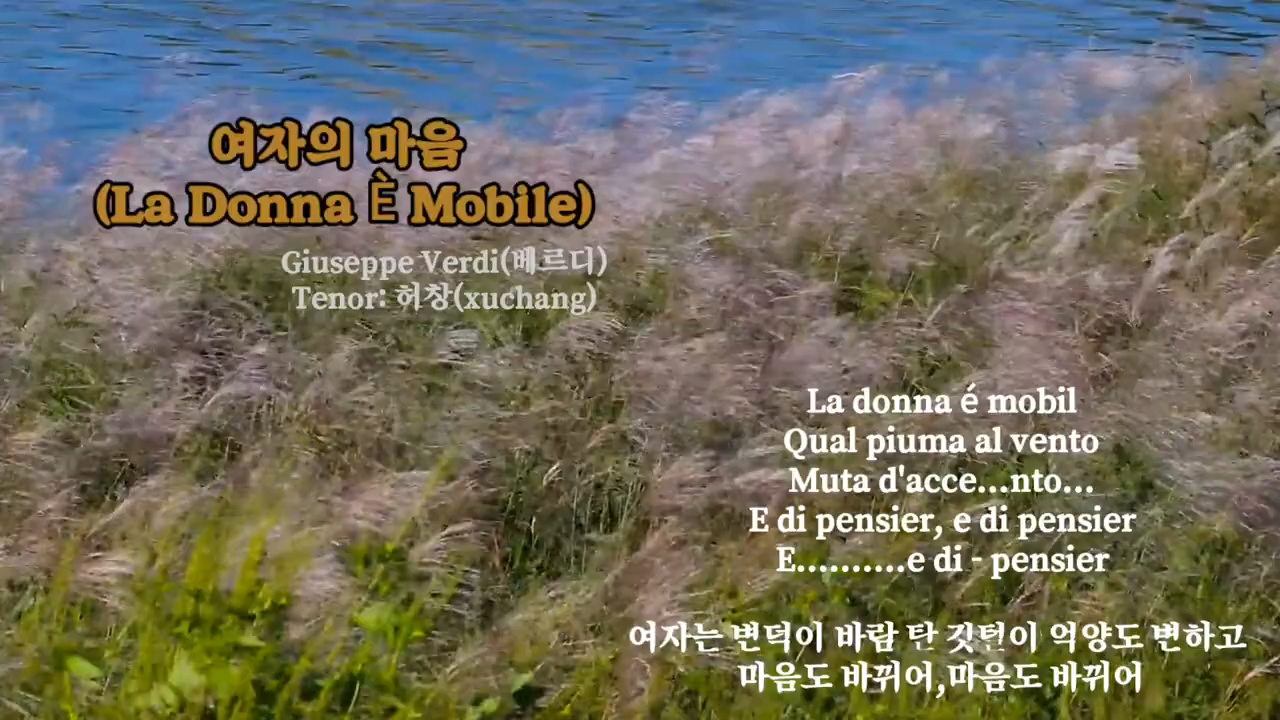 여자의 마음
(La Donna È Mobile)
Giuseppe Verdi(베르디)
Tenor: 허창(xuchang)
La donna é mobil
Qual piuma al vento
Muta d'acce...nto...
E di pensier, e di pensier
E..........e di - pensier
여자는 변덕이 바람 탄 깃털이 억양도 변하고
마음도 바뀌어,마음도 바뀌어